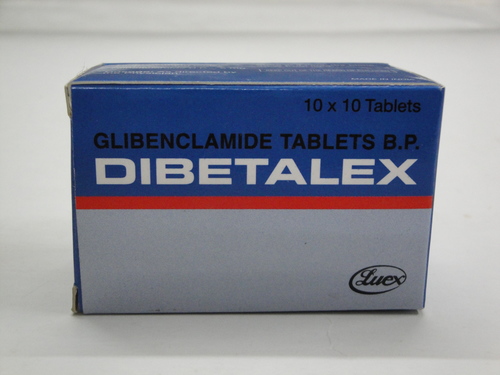 10 x 10 Tablets
GLIBENCLAMIDE TABLETS B.P.
DIBETALEX
Luex